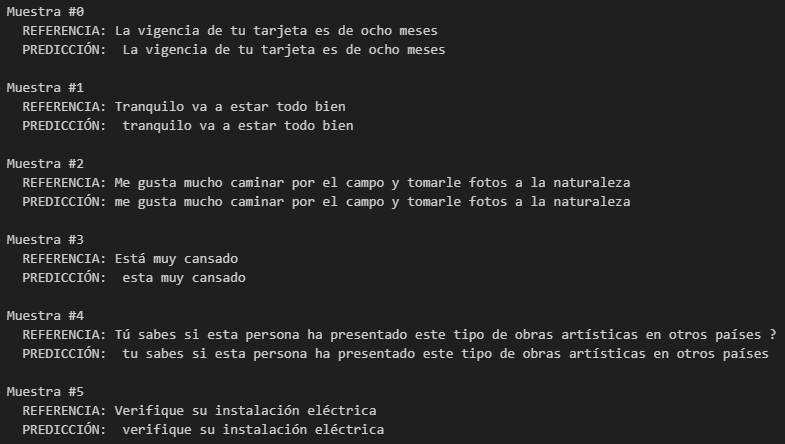 Muestra #0
REFERENCIA: La vigencia de tu tarjeta es de ocho meses
PREDICCIÓN:  La vigencia de tu tarjeta es de ocho meses
Muestra #1
REFERENCIA: Tranquilo va a estar todo bien
PREDICCIÓN:  tranquilo va a estar todo bien
Muestra #2
REFERENCIA: Me gusta mucho caminar por el campo y tomarle fotos a la naturaleza
PREDICCIÓN: me gusta mucho caminar por el campo y tomarle fotos a la naturaleza
Muestra #3
REFERENCIA: Está muy cansado
PREDICCIÓN:  esta muy cansado
Muestra #4
REFERENCIA: Tú sabes si esta persona ha presentado este tipo de obras artísticas en otros países ?
PREDICCIÓN:  tu sabes si esta persona ha presentado este tipo de obras artísticas en otros países
Muestra #5
REFERENCIA: Verifique su instalación eléctrica
PREDICCIÓN:  verifique su instalación eléctrica